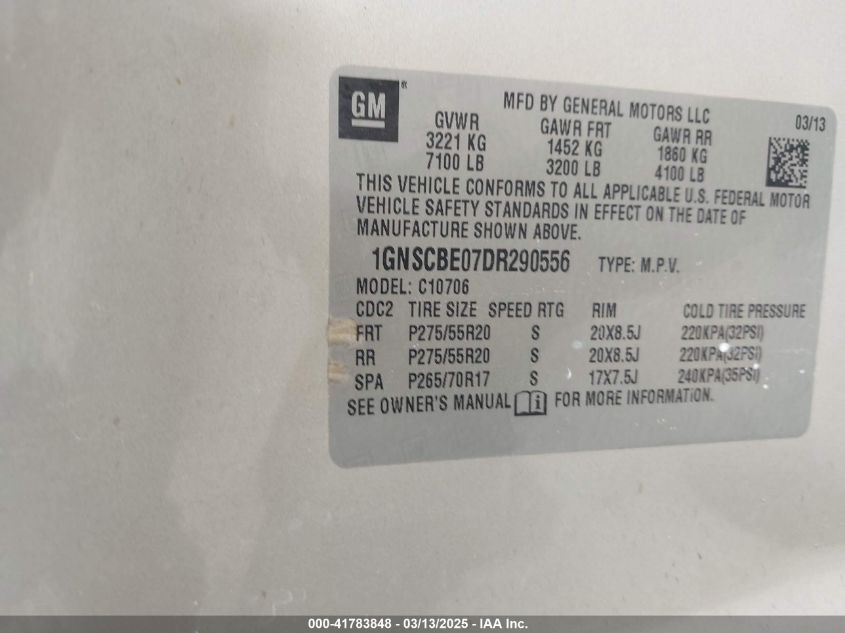 GM
MFD BY GENERAL MOTORS LLC
03/13
GVWR GAWR FRT GAWR RR
3221 KG 1452 KG 1860 KG
7100 LB 3200 LB 4100 LB
THIS VEHICLE CONFORMS TO ALL APPLICABLE U.S. FEDERAL MOTOR
VEHICLE SAFETY STANDARDS IN EFFECT ON THE DATE OF
MANUFACTURE SHOWN ABOVE.
1GNSCBE07DR290556 TYPE: M.P.V.
MODEL: C10706
CDC2 TIRE SIZE SPEED RTG RIM COLD TIRE PRESSURE
FRT P275/55R20 S 20X8.5J 220KPA(32PSI)
RR P275/55R20 S 20X8.5J 220KPA(32PSI)
SPA P265/70R17 S 17X7.5J 240KPA(35PSI)
SEE OWNER'S MANUAL FOR MORE INFORMATION.
000-41783848 - 03/13/2025 - IAA Inc.